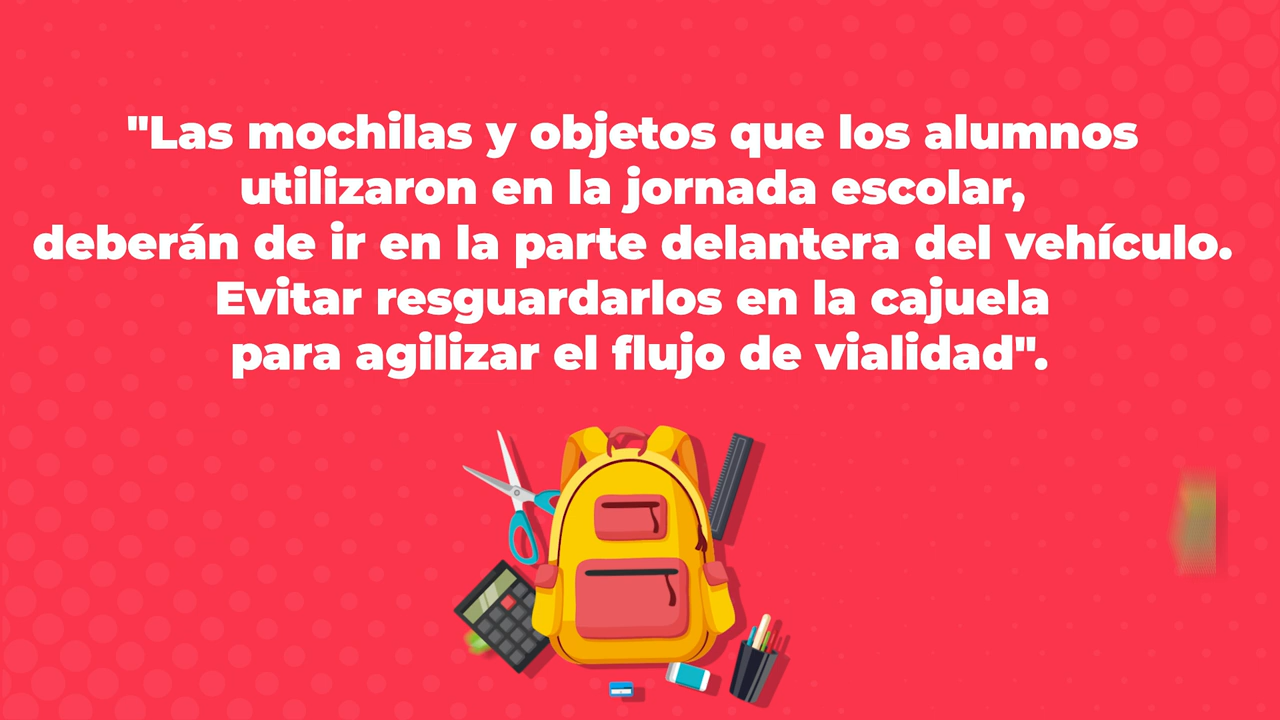 "Las mochilas y objetos que los alumnos
utilizaron en la jornada escolar,
deberán de ir en la parte delantera del vehículo.
Evitar resguardarlos en la cajuela
para agilizar el flujo de vialidad".